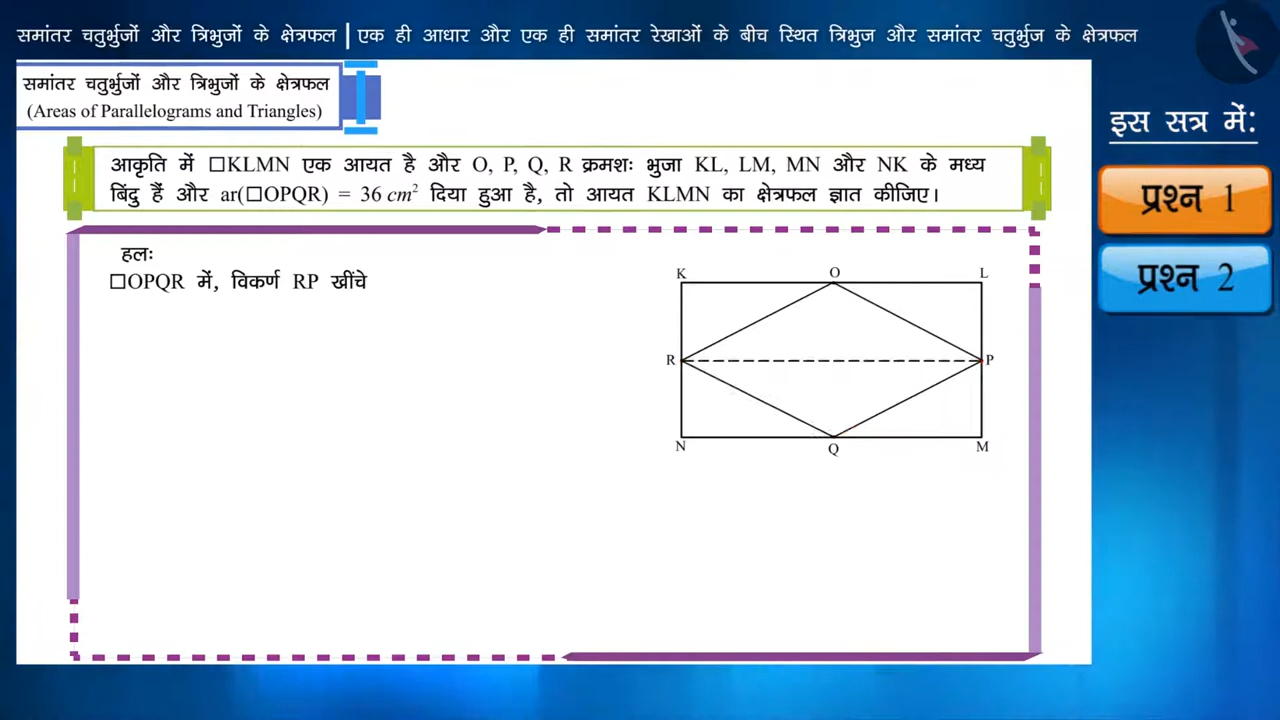 समांतर चतुर्भुजों और त्रिभुजों के क्षेत्रफल | एक ही आधार और एक ही समांतर रेखाओं के बीच स्थित त्रिभुज और समांतर चतुर्भुज के क्षेत्रफल
समांतर चतुर्भुजों और त्रिभुजों के क्षेत्रफल
(Areas of Parallelograms and Triangles)
इस सत्र में:
प्रश्न 1
प्रश्न 2
आकृति में □KLMN एक आयत है और O, P, Q, R क्रमशः भुजा KL, LM, MN और NK के मध्य
बिंदु हैं और ar(□OPQR) = 36 cm² दिया हुआ है, तो आयत KLMN का क्षेत्रफल ज्ञात कीजिए।
हलः
□OPQR में, विकर्ण RP खींचे
K O L
R P
N Q M